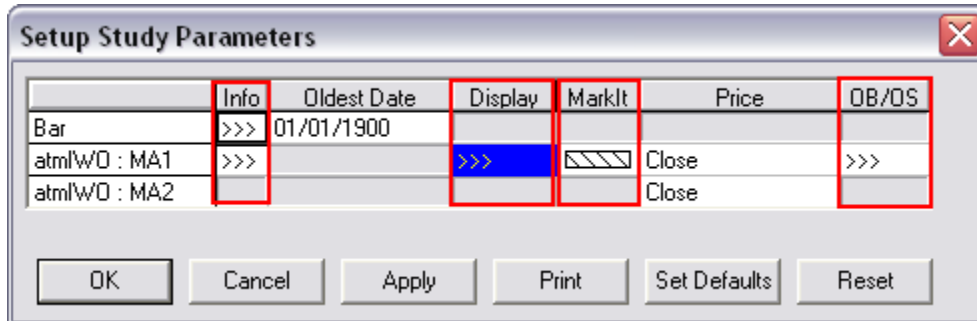 Setup Study Parameters
Info Oldest Date Display MarkIt Price OB/OS
Bar >>> 01/01/1900
atmIWO : MA1 >>> >>> Close >>>
atmIWO : MA2 Close
OK Cancel Apply Print Set Defaults Reset